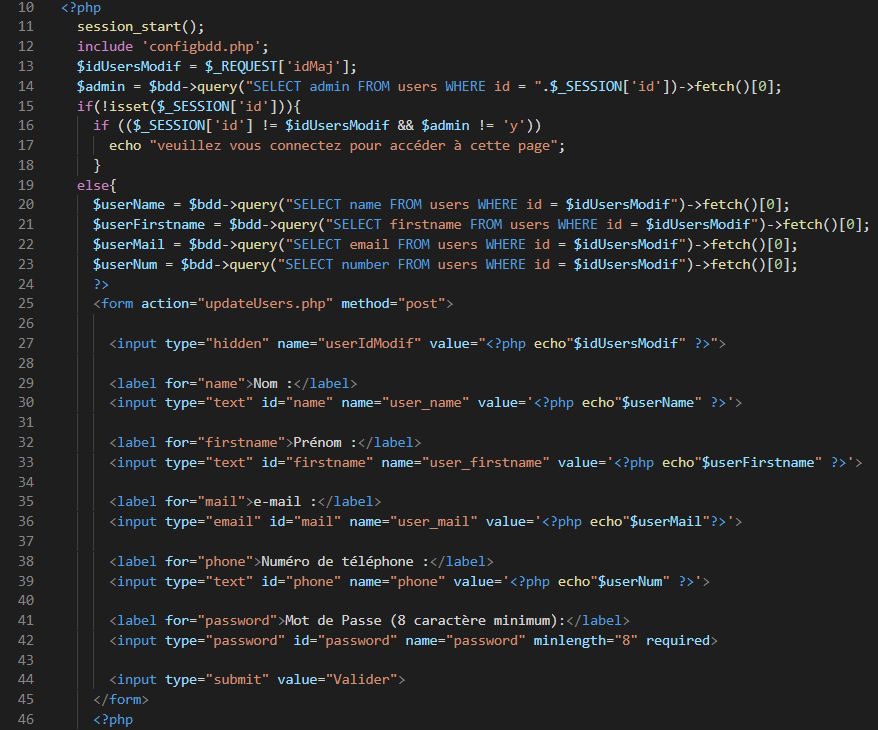 10 <?php
11 session_start();
12 include 'configbdd.php';
13 $idUsersModif = $_REQUEST['idMaj'];
14 $admin = $bdd->query("SELECT admin FROM users WHERE id = ".$_SESSION['id'])->fetch()[0];
15 if(!isset($_SESSION['id'])){
16 if (($_SESSION['id'] != $idUsersModif && $admin != 'y'))
17 echo "veuillez vous connectez pour accéder à cette page";
18 }
19 else{
20 $userName = $bdd->query("SELECT name FROM users WHERE id = $idUsersModif")->fetch()[0];
21 $userFirstname = $bdd->query("SELECT firstname FROM users WHERE id = $idUsersModif")->fetch()[0];
22 $userMail = $bdd->query("SELECT email FROM users WHERE id = $idUsersModif")->fetch()[0];
23 $userNum = $bdd->query("SELECT number FROM users WHERE id = $idUsersModif")->fetch()[0];
24 ?>
25 <form action="updateUsers.php" method="post">
26
27 <input type="hidden" name="userIdModif" value="<?php echo"$idUsersModif" ?>">
28
29 <label for="name">Nom :</label>
30 <input type="text" id="name" name="user_name" value='<?php echo"$userName" ?>'>
31
32 <label for="firstname">Prénom :</label>
33 <input type="text" id="firstname" name="user_firstname" value='<?php echo"$userFirstname" ?>'>
34
35 <label for="mail">e-mail :</label>
36 <input type="email" id="mail" name="user_mail" value='<?php echo"$userMail"?>'>
37
38 <label for="phone">Numéro de téléphone :</label>
39 <input type="text" id="phone" name="phone" value='<?php echo"$userNum" ?>'>
40
41 <label for="password">Mot de Passe (8 caractère minimum):</label>
42 <input type="password" id="password" name="password" minlength="8" required>
43
44 <input type="submit" value="Valider">
45 </form>
46 <?php